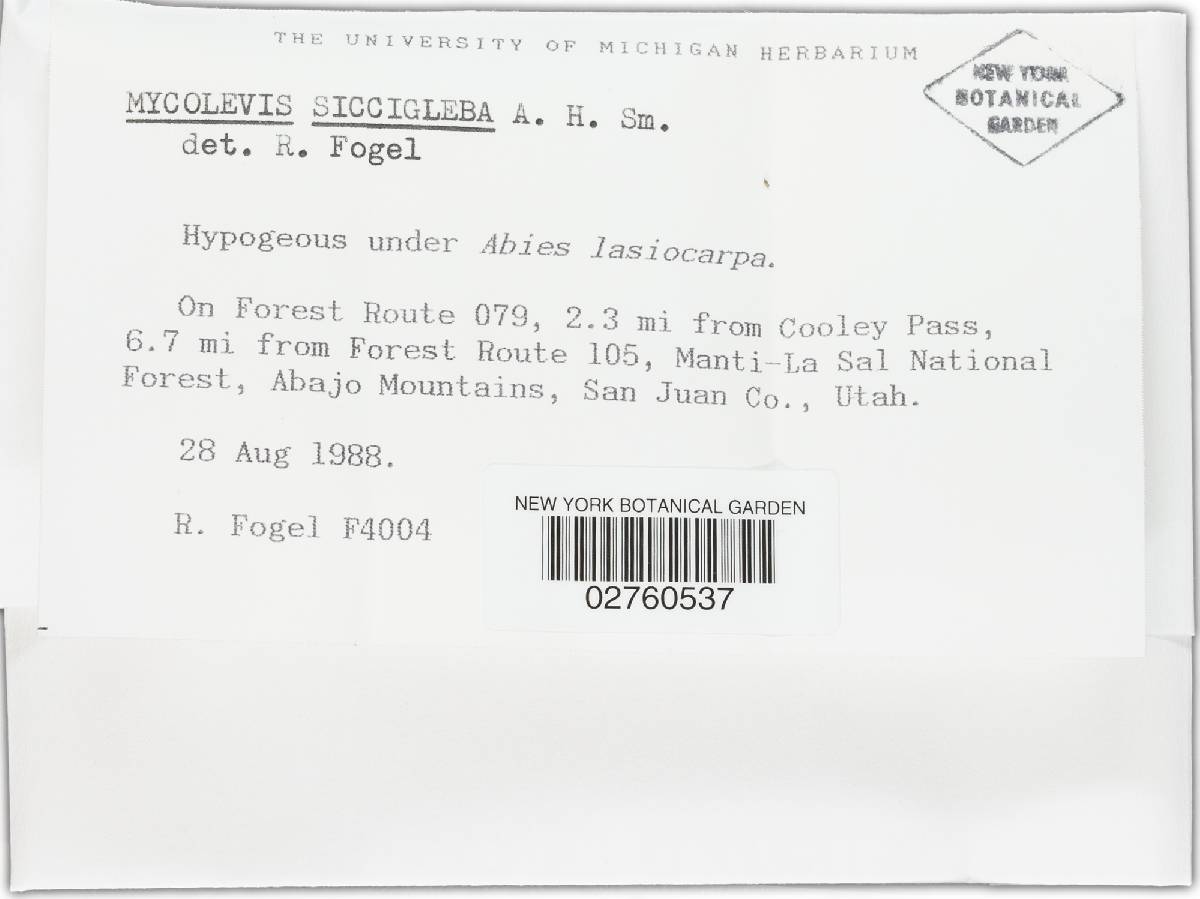 THE UNIVERSITY OF MICHIGAN HERBARIUM
NEW YORK
BOTANICAL
GARDEN
MYCOLEVIS SICCIGLEBA A. H. Sm.
det. R. Fogel
Hypogeous under Abies lasiocarpa.
On Forest Route 079, 2.3 mi from Cooley Pass,
6.7 mi from Forest Route 105, Manti-La Sal National
Forest, Abajo Mountains, San Juan Co., Utah.
28 Aug 1988.
R. Fogel F4004
NEW YORK BOTANICAL GARDEN
02760537